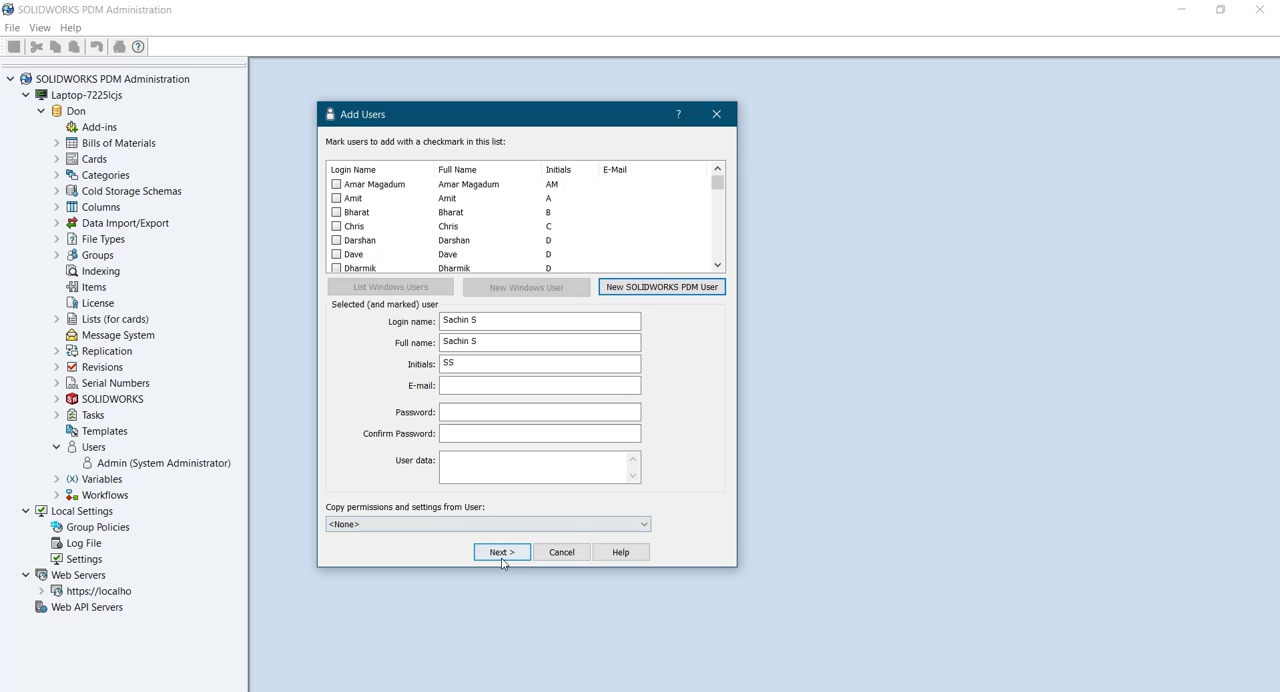 SOLIDWORKS PDM Administration
File View Help
SOLIDWORKS PDM Administration
Laptop-7225lcjs
Don
Add-ins
Bills of Materials
Cards
Categories
Cold Storage Schemas
Columns
Data Import/Export
File Types
Groups
Indexing
Items
License
Lists (for cards)
Message System
Replication
Revisions
Serial Numbers
SOLIDWORKS
Tasks
Templates
Users
Admin (System Administrator)
(x) Variables
Workflows
Local Settings
Group Policies
Log File
Settings
Web Servers
https://localho
Web API Servers
Add Users
Mark users to add with a checkmark in this list:
Login Name Full Name Initials E-Mail
Amar Magadum Amar Magadum AM
Amit Amit A
Bharat Bharat B
Chris Chris C
Darshan Darshan D
Dave Dave D
Dharmik Dharmik D
List Windows Users New Windows User New SOLIDWORKS PDM User
Selected (and marked) user
Login name: Sachin S
Full name: Sachin S
Initials: SS
E-mail:
Password:
Confirm Password:
User data:
Copy permissions and settings from User:
<None>
Next > Cancel Help